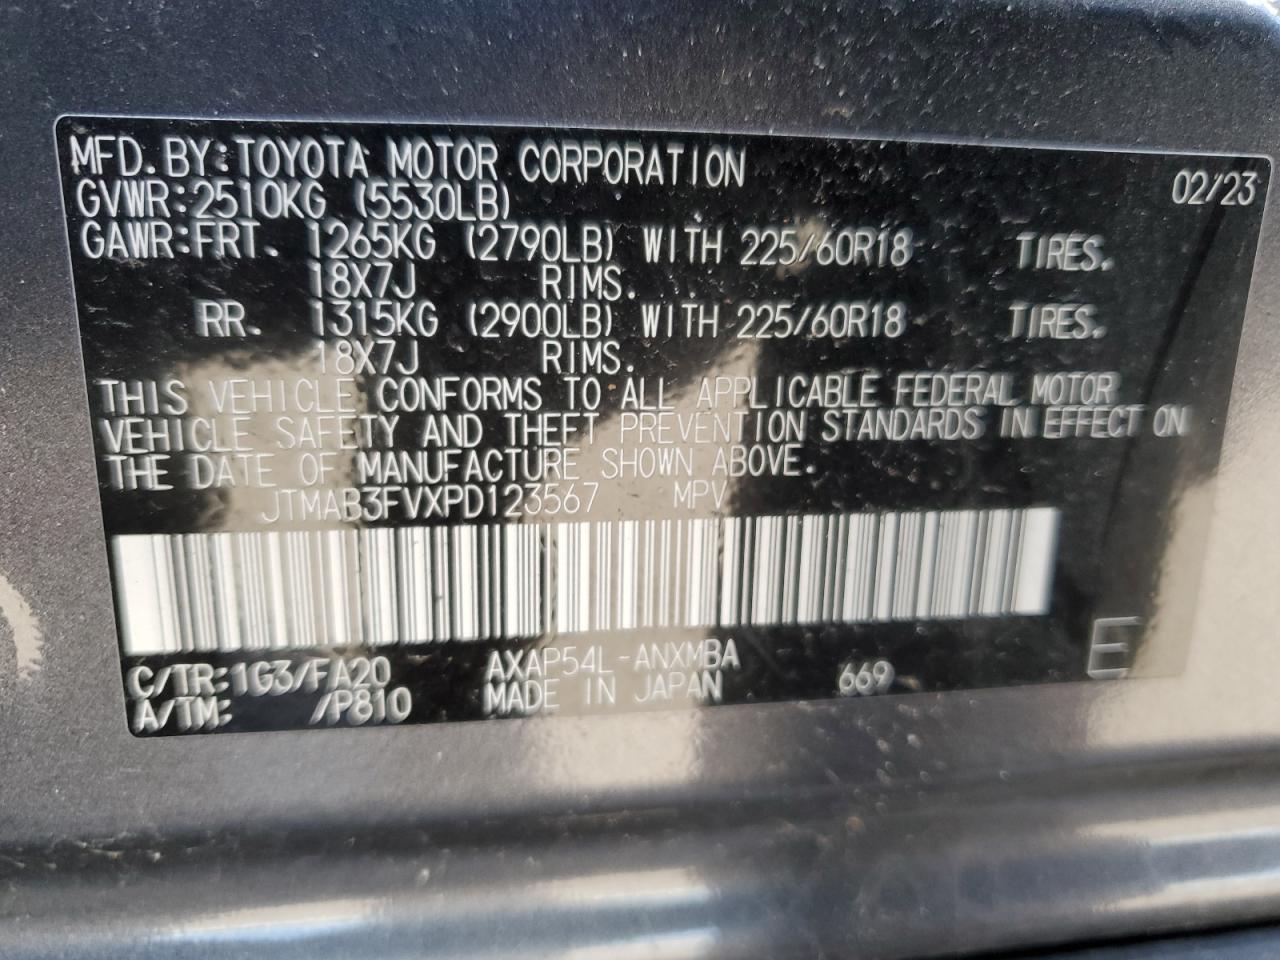 MFD. BY: TOYOTA MOTOR CORPORATION 02/23
GVWR: 2510KG (5530LB)
GAWR: FRT. 1265KG (2790LB) WITH 225/60R18 TIRES.
18X7J RIMS.
RR. 1315KG (2900LB) WITH 225/60R18 TIRES.
18X7J RIMS.
THIS VEHICLE CONFORMS TO ALL APPLICABLE FEDERAL MOTOR
VEHICLE SAFETY AND THEFT PREVENTION STANDARDS IN EFFECT ON
THE DATE OF MANUFACTURE SHOWN ABOVE.
JTMAB3FVXPD123567 MPV
C/TR: 1G3/FA20 AXAP54L-ANXMBA 669 E
A/TM: /P810 MADE IN JAPAN